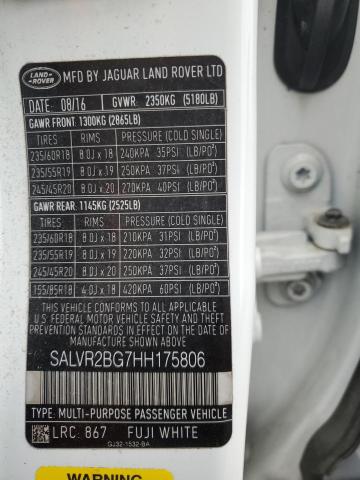 LAND-
ROVER
MFD BY JAGUAR LAND ROVER LTD
DATE: 08/16 GVWR: 2350KG (5180LB)
GAWR FRONT: 1300KG (2865LB)
TIRES RIMS PRESSURE (COLD SINGLE)
235/60R18 8.0J x 18 240KPA 35PSI (LB/PO²)
235/55R19 8.0J x 19 250KPA 37PSI (LB/PO²)
245/45R20 8.0J x 20 270KPA 40PSI (LB/PO²)
GAWR REAR: 1145KG (2525LB)
TIRES RIMS PRESSURE (COLD SINGLE)
235/60R18 8.0J x 18 210KPA 31PSI (LB/PO²)
235/55R19 8.0J x 19 220KPA 32PSI (LB/PO²)
245/45R20 8.0J x 20 250KPA 37PSI (LB/PO²)
155/85R18 4.0J x 18 420KPA 60PSI (LB/PO²)
THIS VEHICLE CONFORMS TO ALL APPLICABLE
U.S. FEDERAL MOTOR VEHICLE SAFETY STANDARDS
IN EFFECT ON THE DATE OF MANUFACTURE SHOWN ABOVE.
SALVR2BG7HH175806
TYPE: MULTI-PURPOSE PASSENGER VEHICLE
LRC: 867 FUJI WHITE
GJ32-1532-BA
WARNING